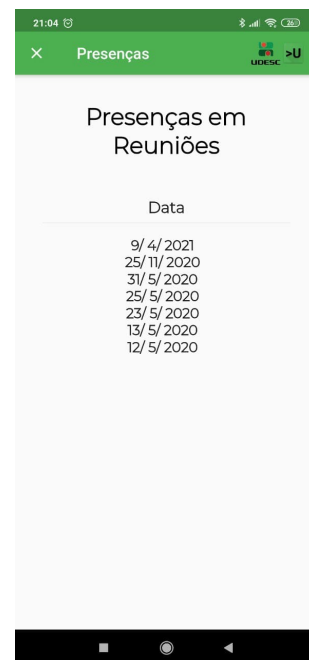 21:04
26
Presenças
UDESC
>U
Presenças em
Reuniões
Data
9/ 4/ 2021
25/ 11/ 2020
31/ 5/ 2020
25/ 5/ 2020
23/ 5/ 2020
13/ 5/ 2020
12/ 5/ 2020